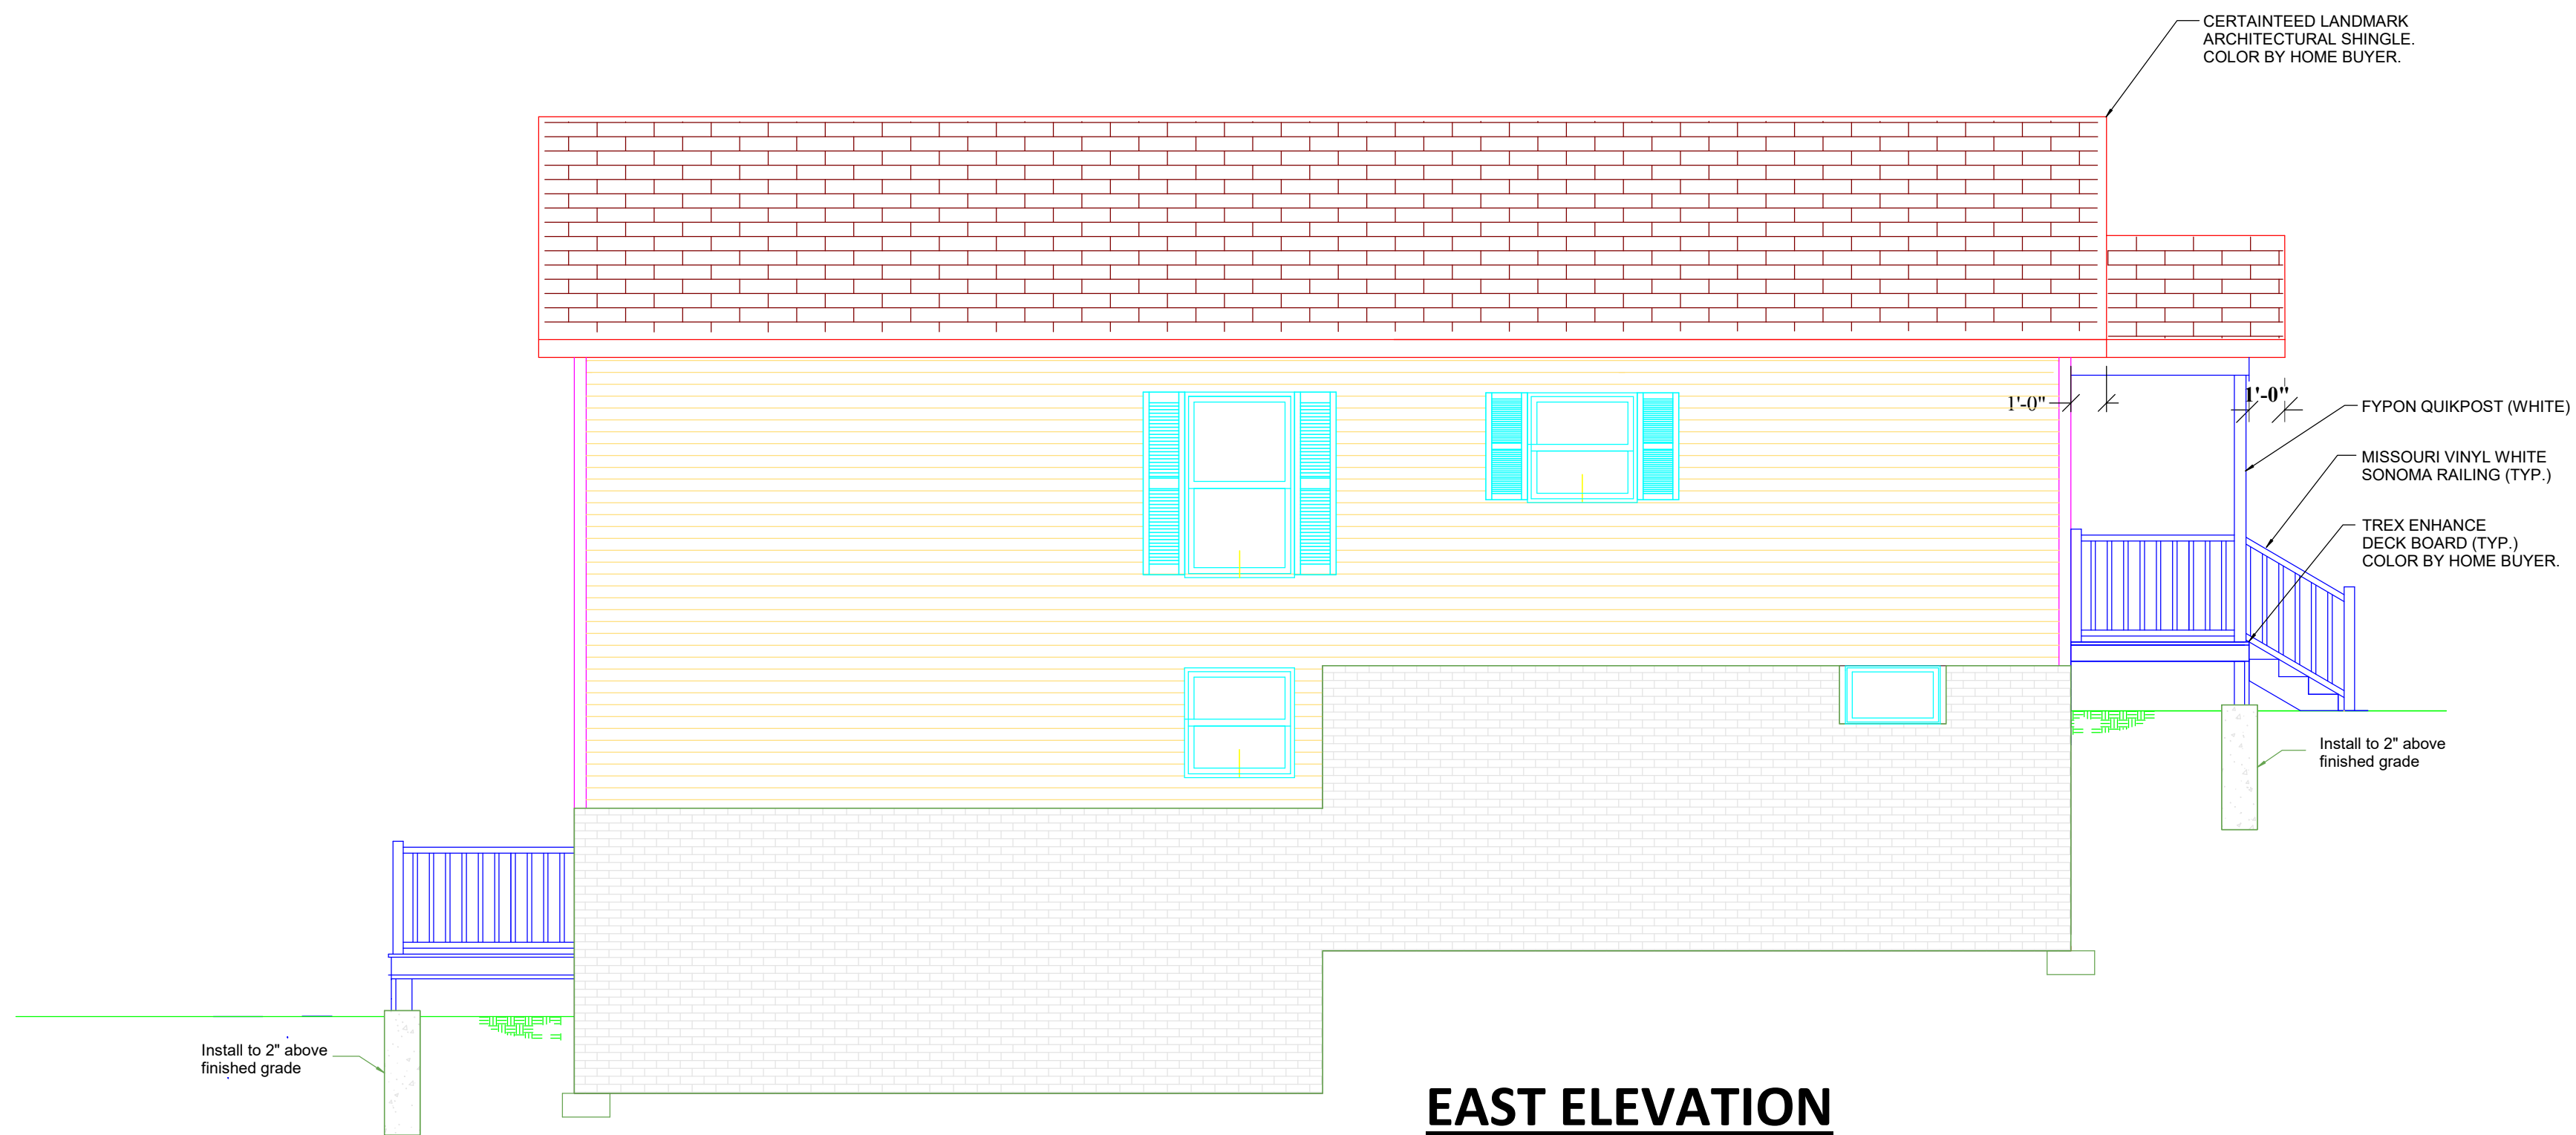 CERTAINTEED LANDMARK
ARCHITECTURAL SHINGLE.
COLOR BY HOME BUYER.
1'-0"
1'-0"
FYPON QUIKPOST (WHITE)
MISSOURI VINYL WHITE
SONOMA RAILING (TYP.)
TREX ENHANCE
DECK BOARD (TYP.)
COLOR BY HOME BUYER.
Install to 2" above
finished grade
Install to 2" above
finished grade
EAST ELEVATION